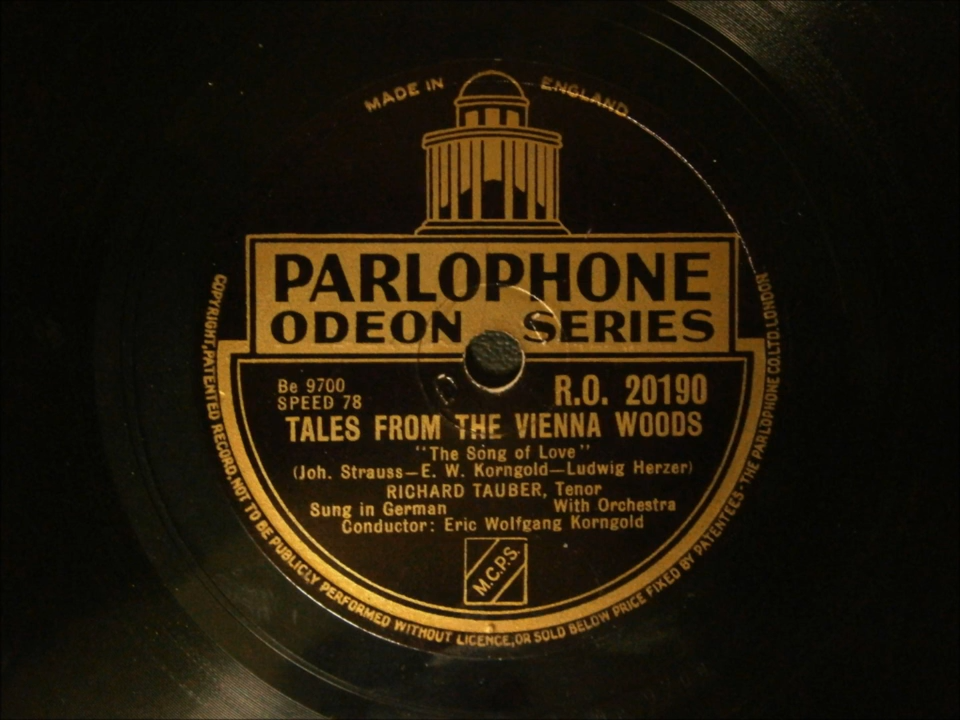 MADE IN ENGLAND
PARLOPHONE
ODEON SERIES
Be 9700
SPEED 78
R.O. 20190
TALES FROM THE VIENNA WOODS
"The Song of Love"
(Joh. Strauss—E. W. Korngold—Ludwig Herzer)
RICHARD TAUBER, Tenor
Sung in German With Orchestra
Conductor: Eric Wolfgang Korngold
M.C.P.S.
COPYRIGHT, PATENTED RECORD, NOT TO BE PUBLICLY PERFORMED WITHOUT LICENCE, OR SOLD BELOW PRICE FIXED BY PATENTEES - THE PARLOPHONE CO. LTD. LONDON